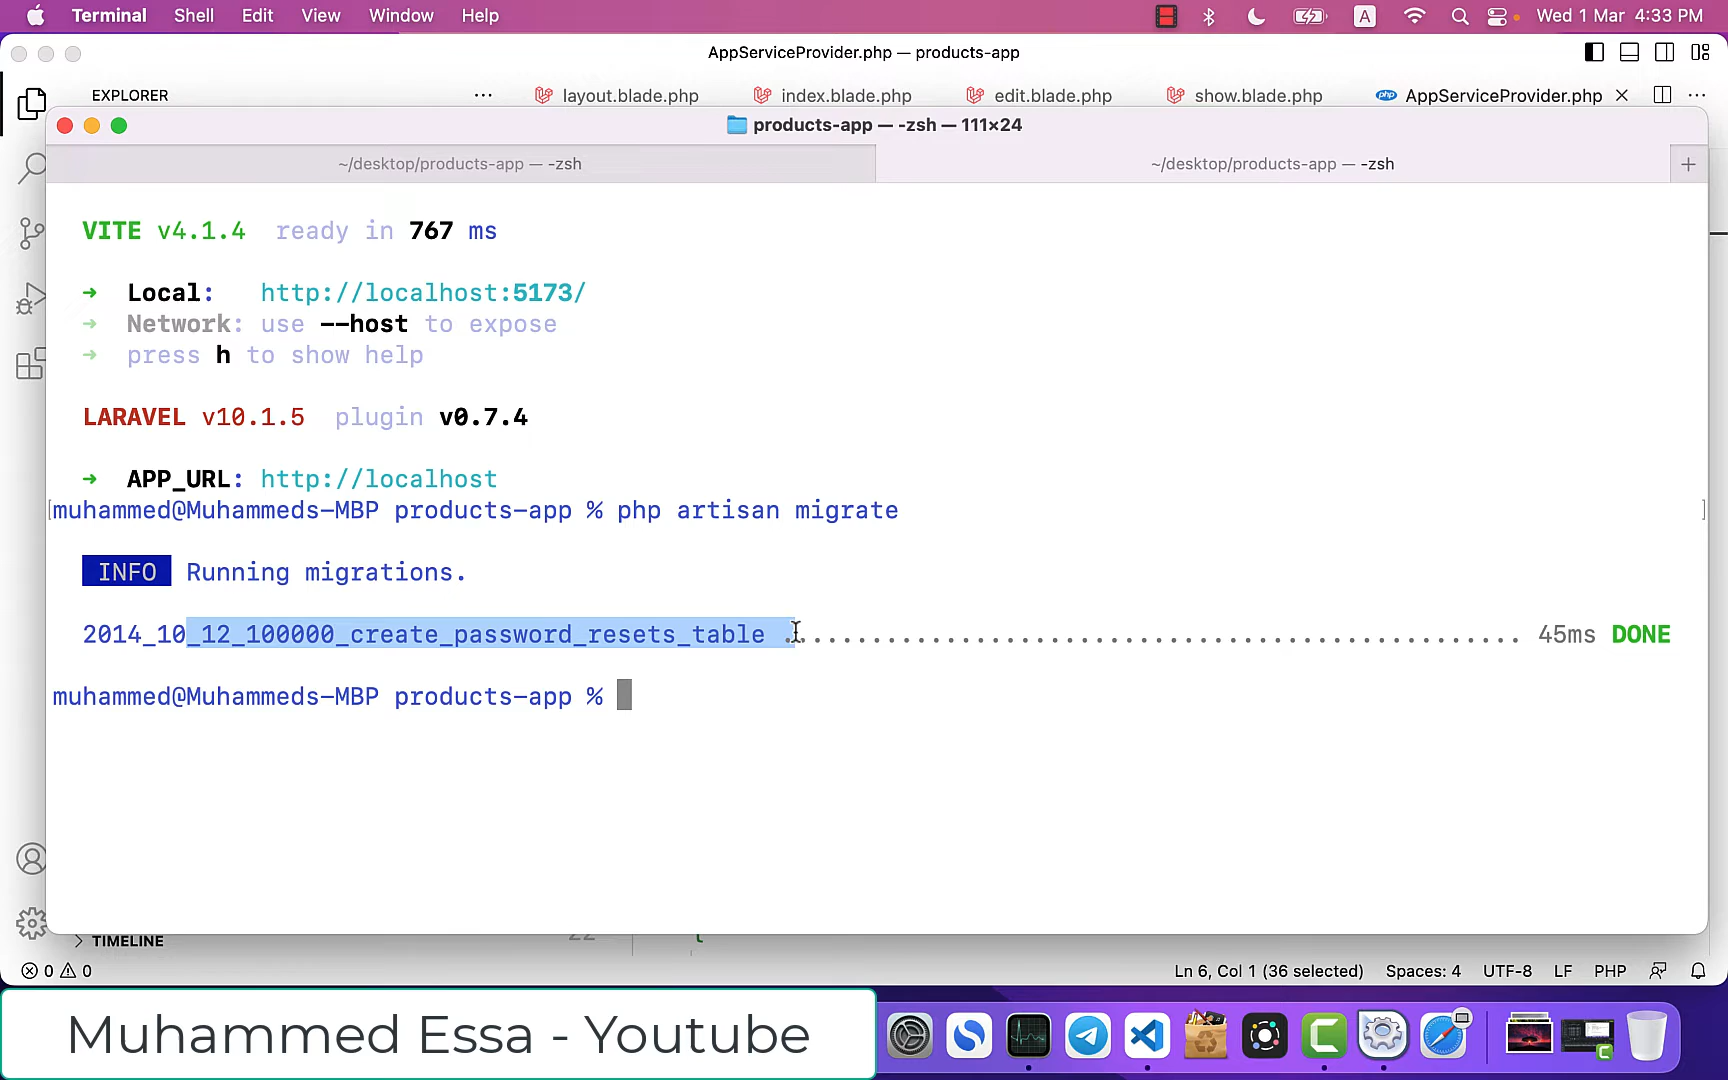 Terminal Shell Edit View Window Help A Wed 1 Mar 4:33 PM
AppServiceProvider.php — products-app
EXPLORER ... layout.blade.php index.blade.php edit.blade.php show.blade.php php AppServiceProvider.php ...
products-app — -zsh — 111×24
~/desktop/products-app — -zsh ~/desktop/products-app — -zsh
VITE v4.1.4 ready in 767 ms
➜ Local: http://localhost:5173/
➜ Network: use --host to expose
➜ press h to show help
LARAVEL v10.1.5 plugin v0.7.4
➜ APP_URL: http://localhost
[muhammed@Muhammeds-MBP products-app % php artisan migrate ]
INFO Running migrations.
2014_10_12_100000_create_password_resets_table ................................................. 45ms DONE
muhammed@Muhammeds-MBP products-app %
TIMELINE
0 0 Ln 6, Col 1 (36 selected) Spaces: 4 UTF-8 LF PHP
Muhammed Essa - Youtube